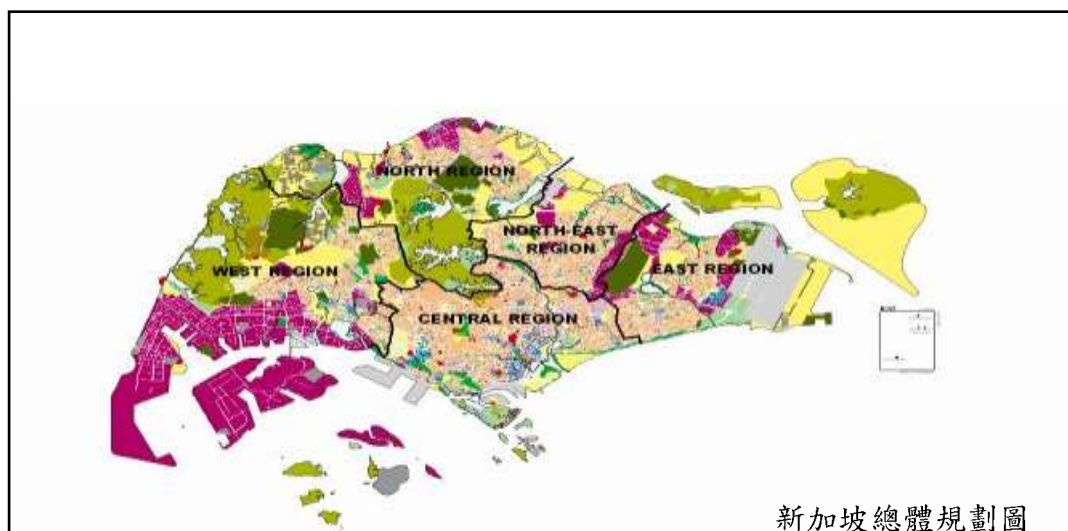 NORTH REGION
NORTH-EAST
REGION
WEST REGION
EAST REGION
CENTRAL REGION
新加坡總體規劃圖